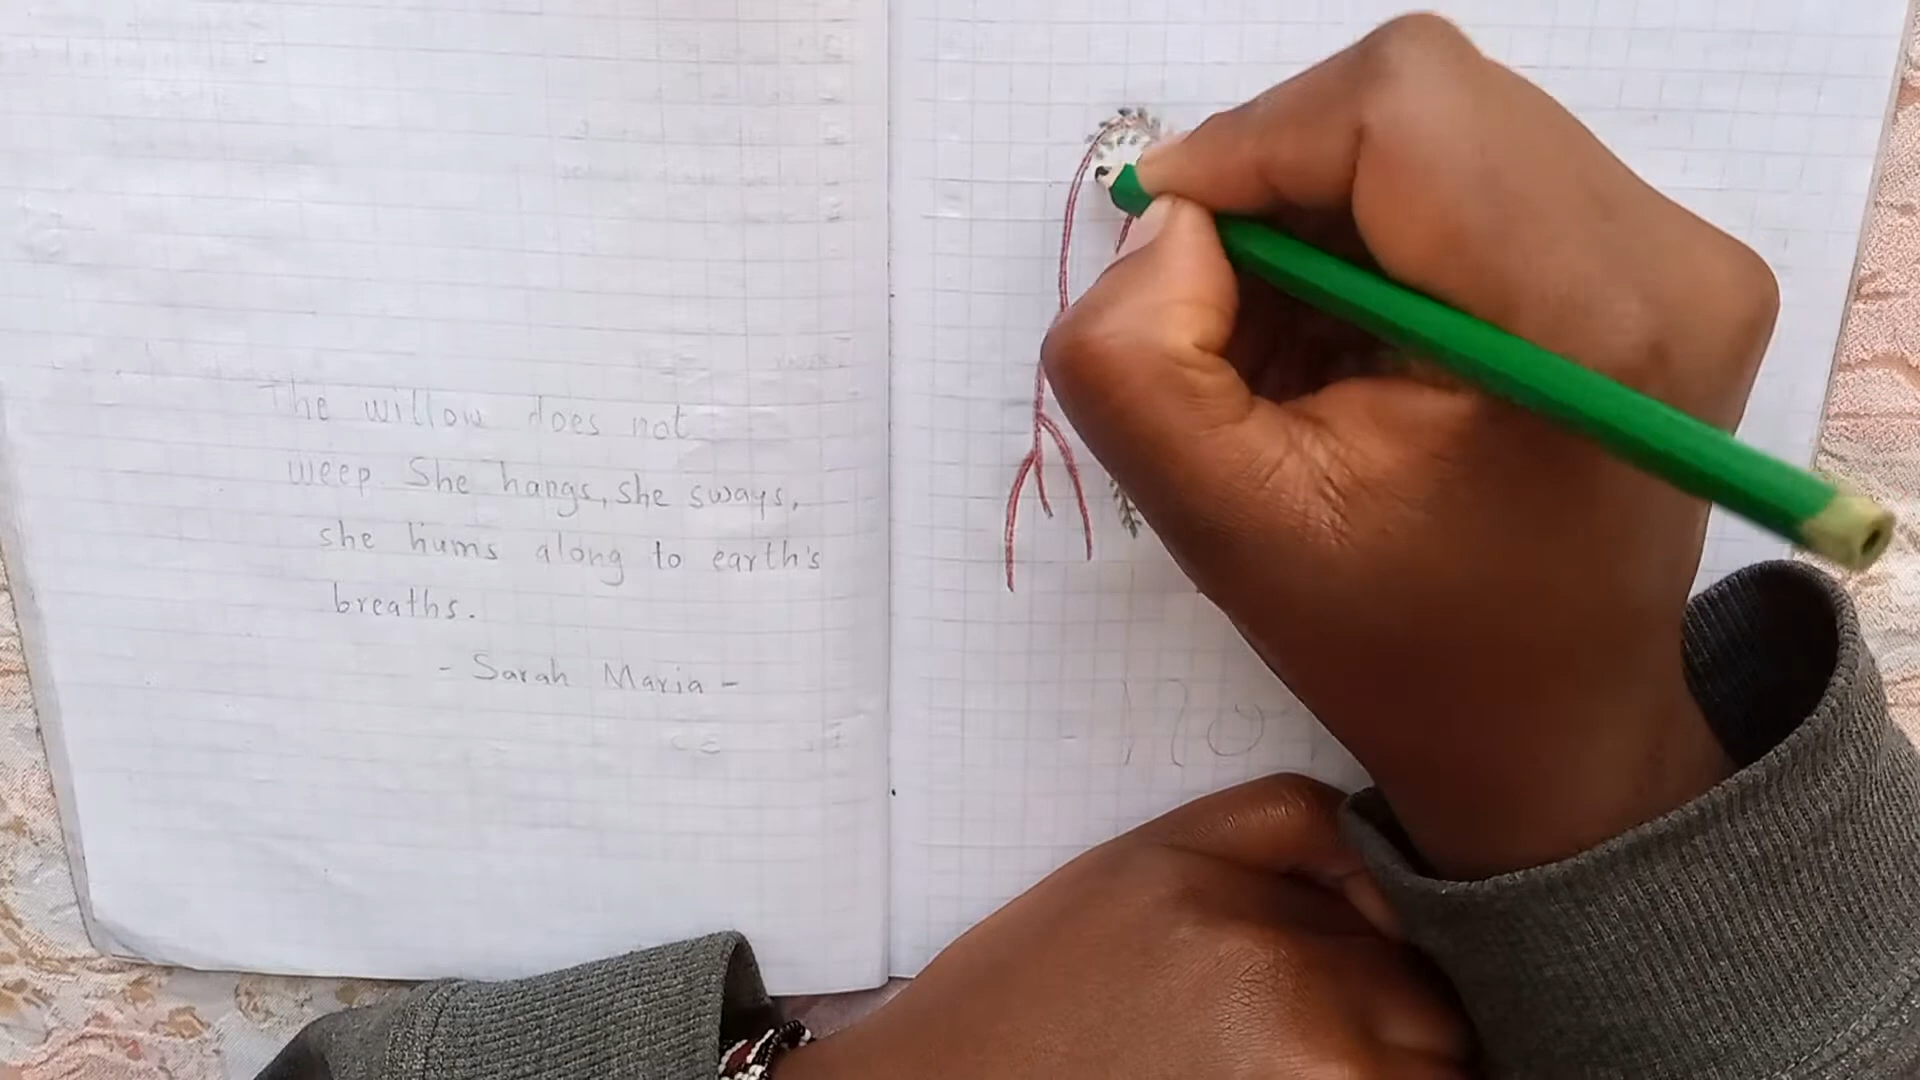 The willow does not
weep. She hangs, she sways,
she hums along to earth's
breaths.
- Sarah Maria -